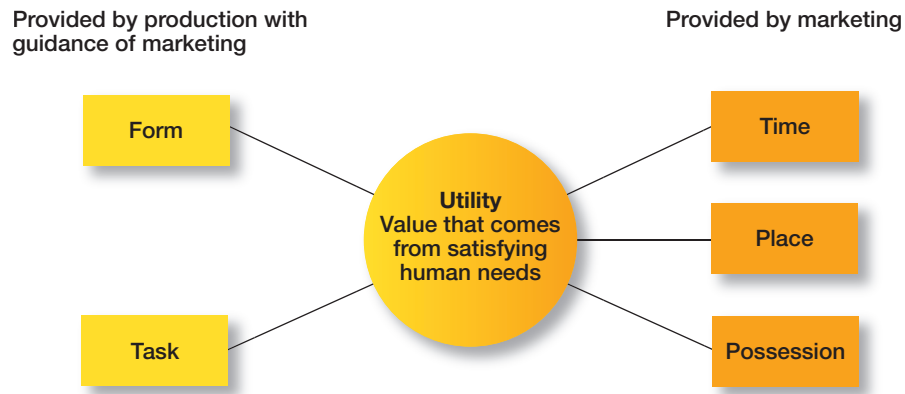 Provided by production with
guidance of marketing
Provided by marketing
Form
Time
Utility
Value that comes
from satisfying
human needs
Place
Task
Possession